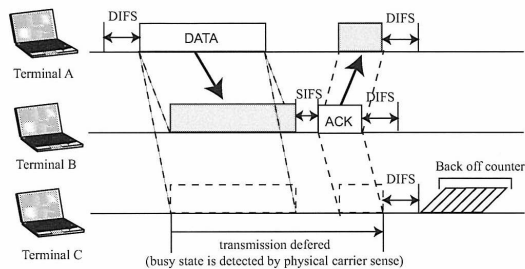 DIFS
DATA
DIFS
Terminal A
SIFS
DIFS
ACK
Terminal B
Back off counter
DIFS
transmission defered
Terminal C
(busy state is detected by physical carrier sense)